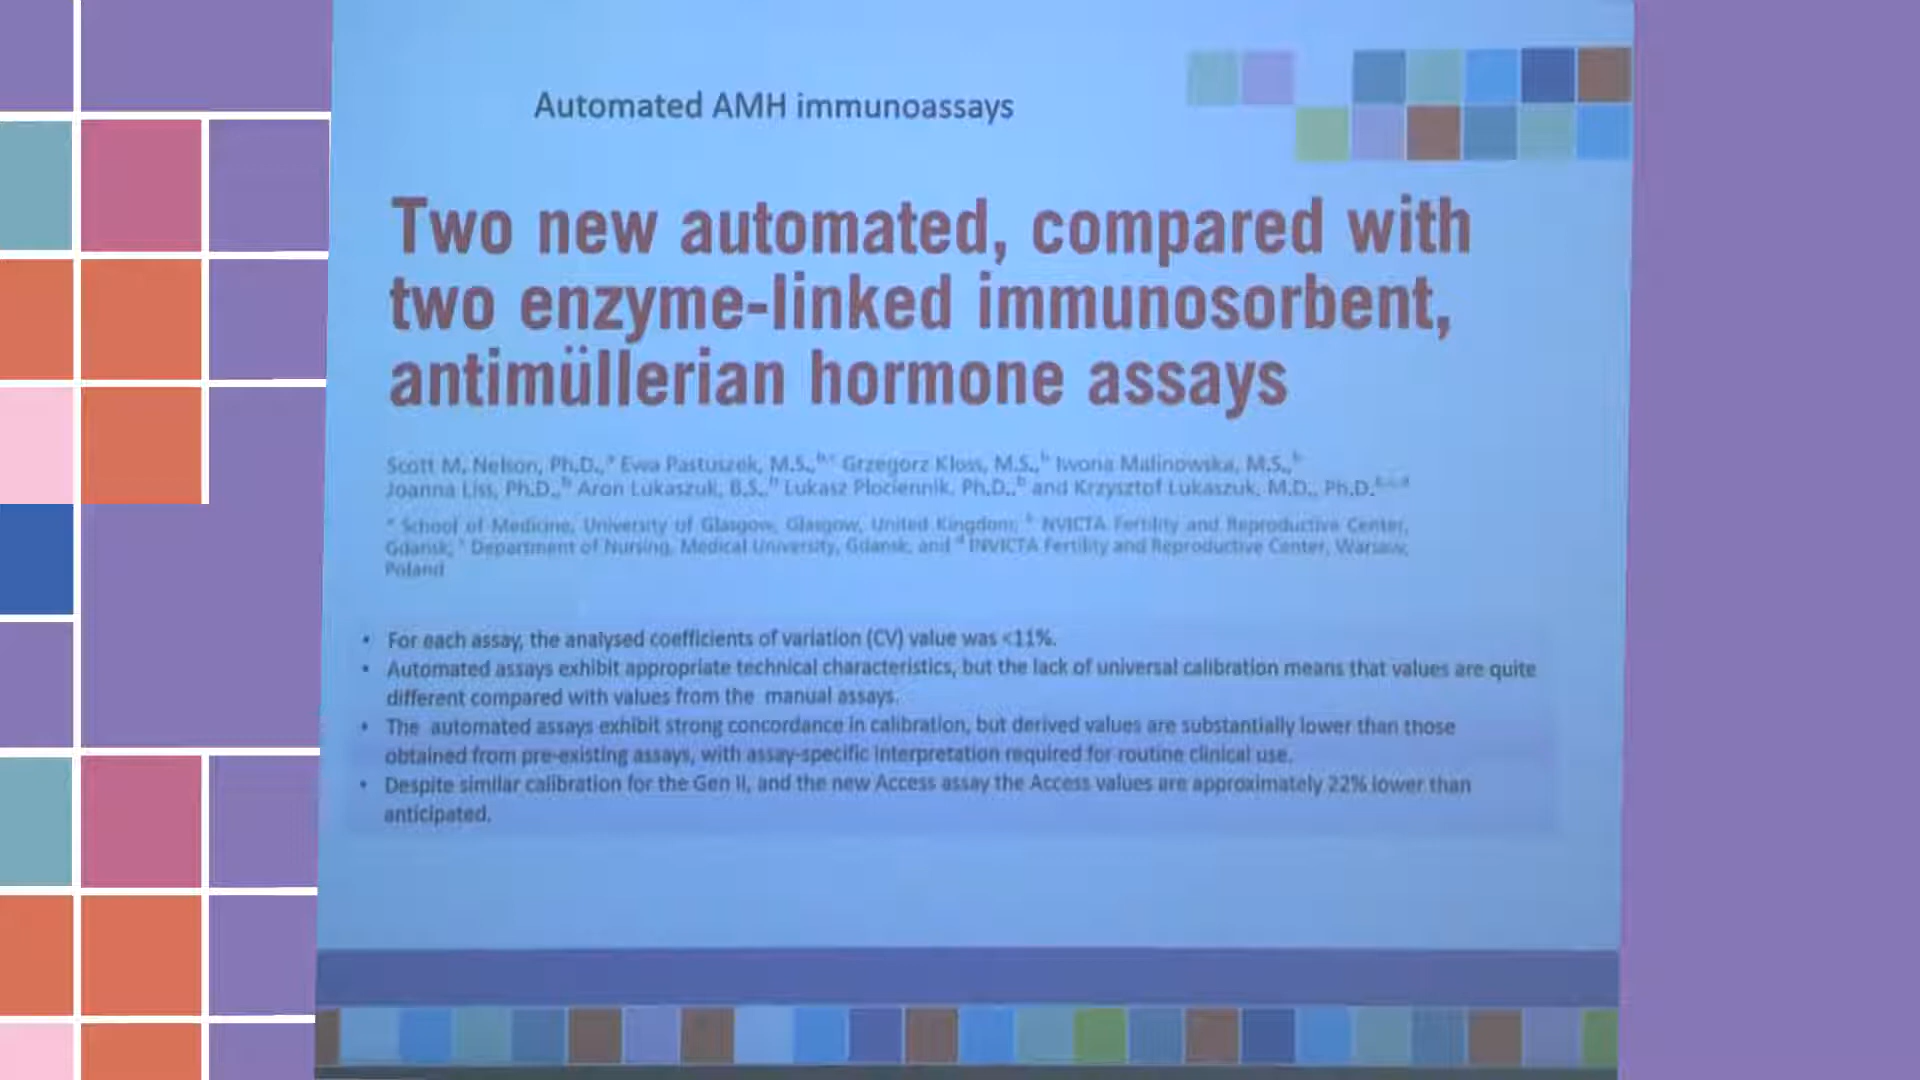 Automated AMH immunoassays
Two new automated, compared with
two enzyme-linked immunosorbent,
antimüllerian hormone assays
Scott M. Nelson, Ph.D.,ᵃ Ewa Pastuszek, M.S.,ᵇ,ᶜ Grzegorz Kloss, M.S.,ᵇ Iwona Malinowska, M.S.,ᵇ
Joanna Liss, Ph.D.,ᵇ Aron Lukaszuk, B.S.,ᵇ Lukasz Plociennik, Ph.D.,ᵇ and Krzysztof Lukaszuk, M.D., Ph.D.
ᵃ School of Medicine, University of Glasgow, Glasgow, United Kingdom; ᵇ NVICTA Fertility and Reproductive Center,
Gdansk; ᶜ Department of Nursing, Medical University, Gdansk, and ᵈ INVICTA Fertility and Reproductive Center, Warsaw,
Poland
• For each assay, the analysed coefficients of variation (CV) value was <11%.
• Automated assays exhibit appropriate technical characteristics, but the lack of universal calibration means that values are quite
different compared with values from the manual assays.
• The automated assays exhibit strong concordance in calibration, but derived values are substantially lower than those
obtained from pre-existing assays, with assay-specific interpretation required for routine clinical use.
• Despite similar calibration for the Gen II, and the new Access assay the Access values are approximately 22% lower than
anticipated.